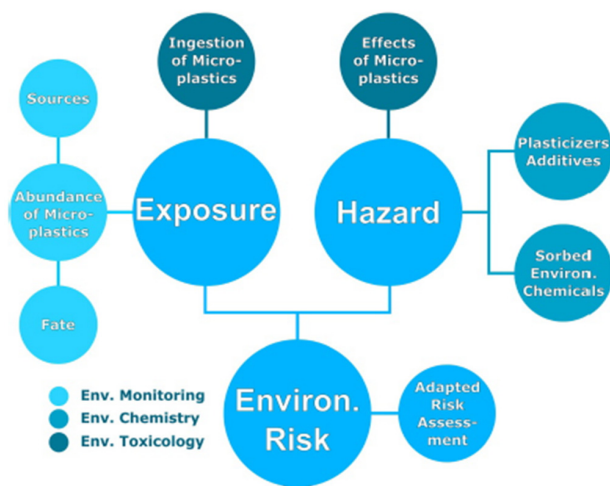 Ingestion
of Micro-
plastics
Effects
of Micro-
plastics
Sources
Plasticizers
Additives
Abundance
of Micro-
plastics
Exposure
Hazard
Sorbed
Environ.
Chemicals
Fate
Env. Monitoring
Env. Chemistry
Env. Toxicology
Environ.
Risk
Adapted
Risk
Assess-
ment